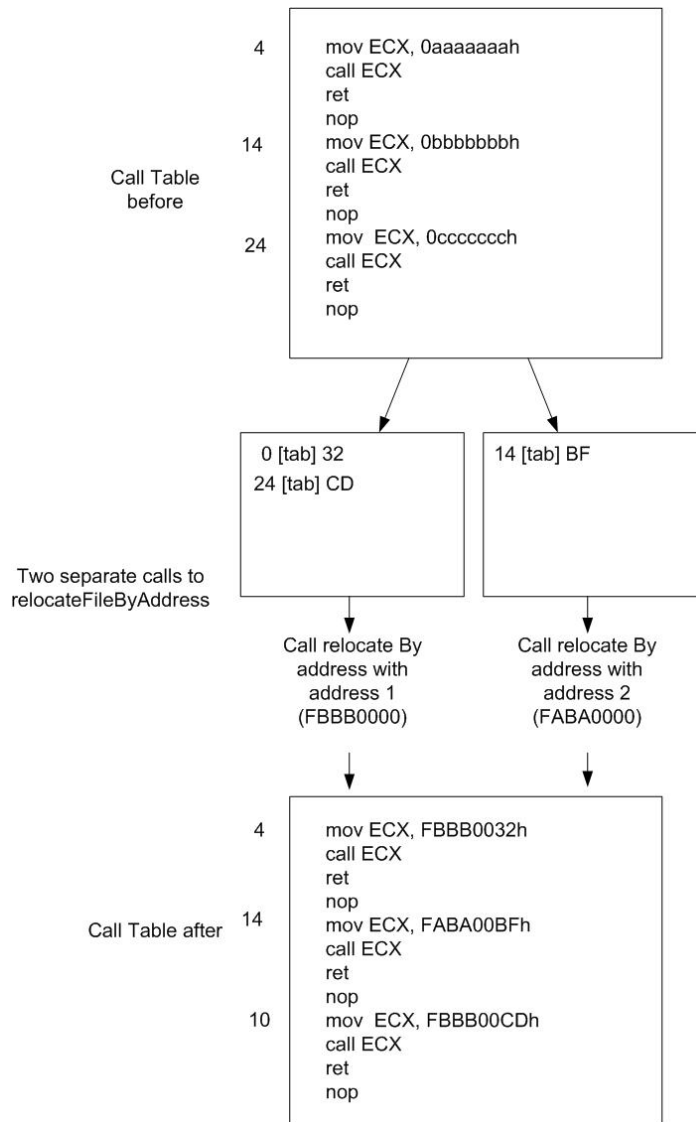 4 mov ECX, 0aaaaaaah
call ECX
ret
nop
14 mov ECX, 0bbbbbbbh
call ECX
ret
nop
Call Table
before
24 mov ECX, 0ccccccch
call ECX
ret
nop
0 [tab] 32
24 [tab] CD
14 [tab] BF
Two separate calls to
relocateFileByAddress
Call relocate By
address with
address 1
(FBBB0000)
Call relocate By
address with
address 2
(FABA0000)
4 mov ECX, FBBB0032h
call ECX
ret
nop
Call Table after
14 mov ECX, FABA00BFh
call ECX
ret
nop
10 mov ECX, FBBB00CDh
call ECX
ret
nop